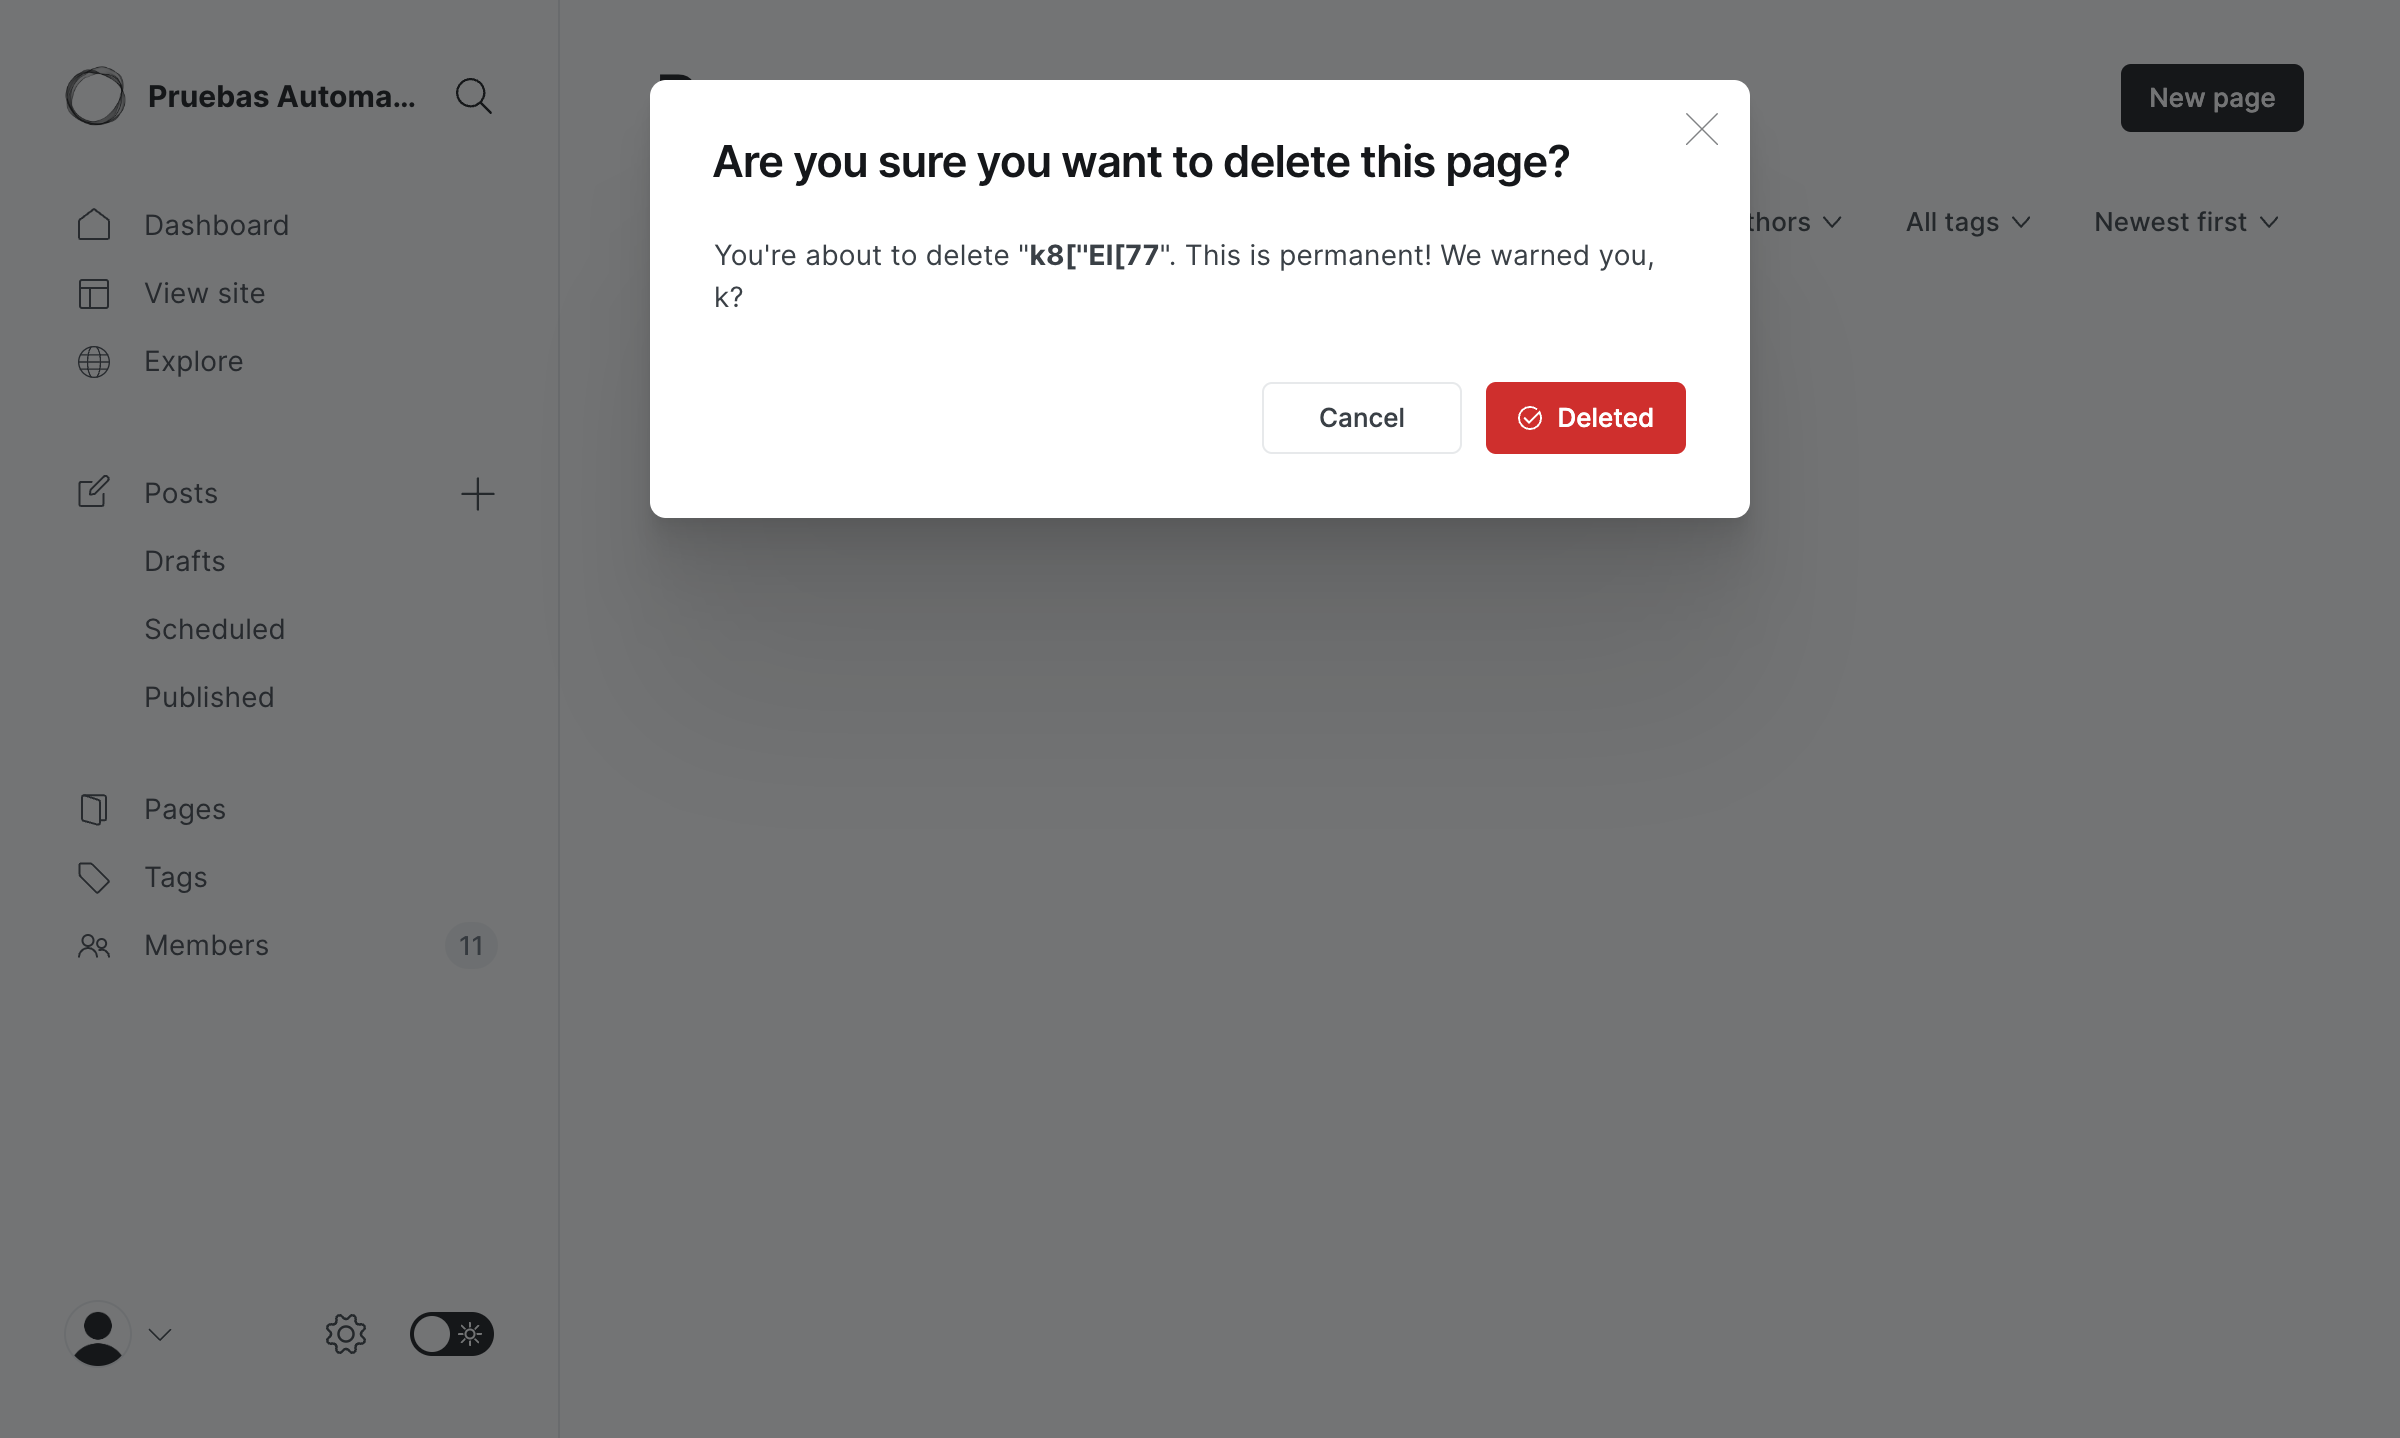 Pruebas Automa...
New page
Are you sure you want to delete this page?
You're about to delete "k8["EI[77". This is permanent! We warned you,
k?
Cancel
Deleted
thors
All tags
Newest first
Dashboard
View site
Explore
Posts
Drafts
Scheduled
Published
Pages
Tags
Members
11